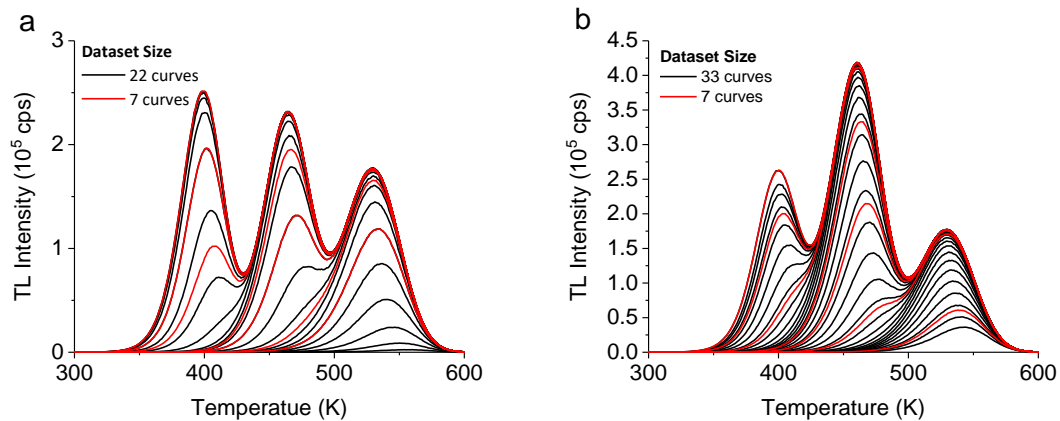 a
TL Intensity (10⁵ cps)
3
2
1
0
Dataset Size
22 curves
7 curves
300 400 500 600
Temperatue (K)
b
TL Intensity (10⁵ cps)
4.5
4.0
3.5
3.0
2.5
2.0
1.5
1.0
0.5
0.0
Dataset Size
33 curves
7 curves
300 400 500 600
Temperature (K)